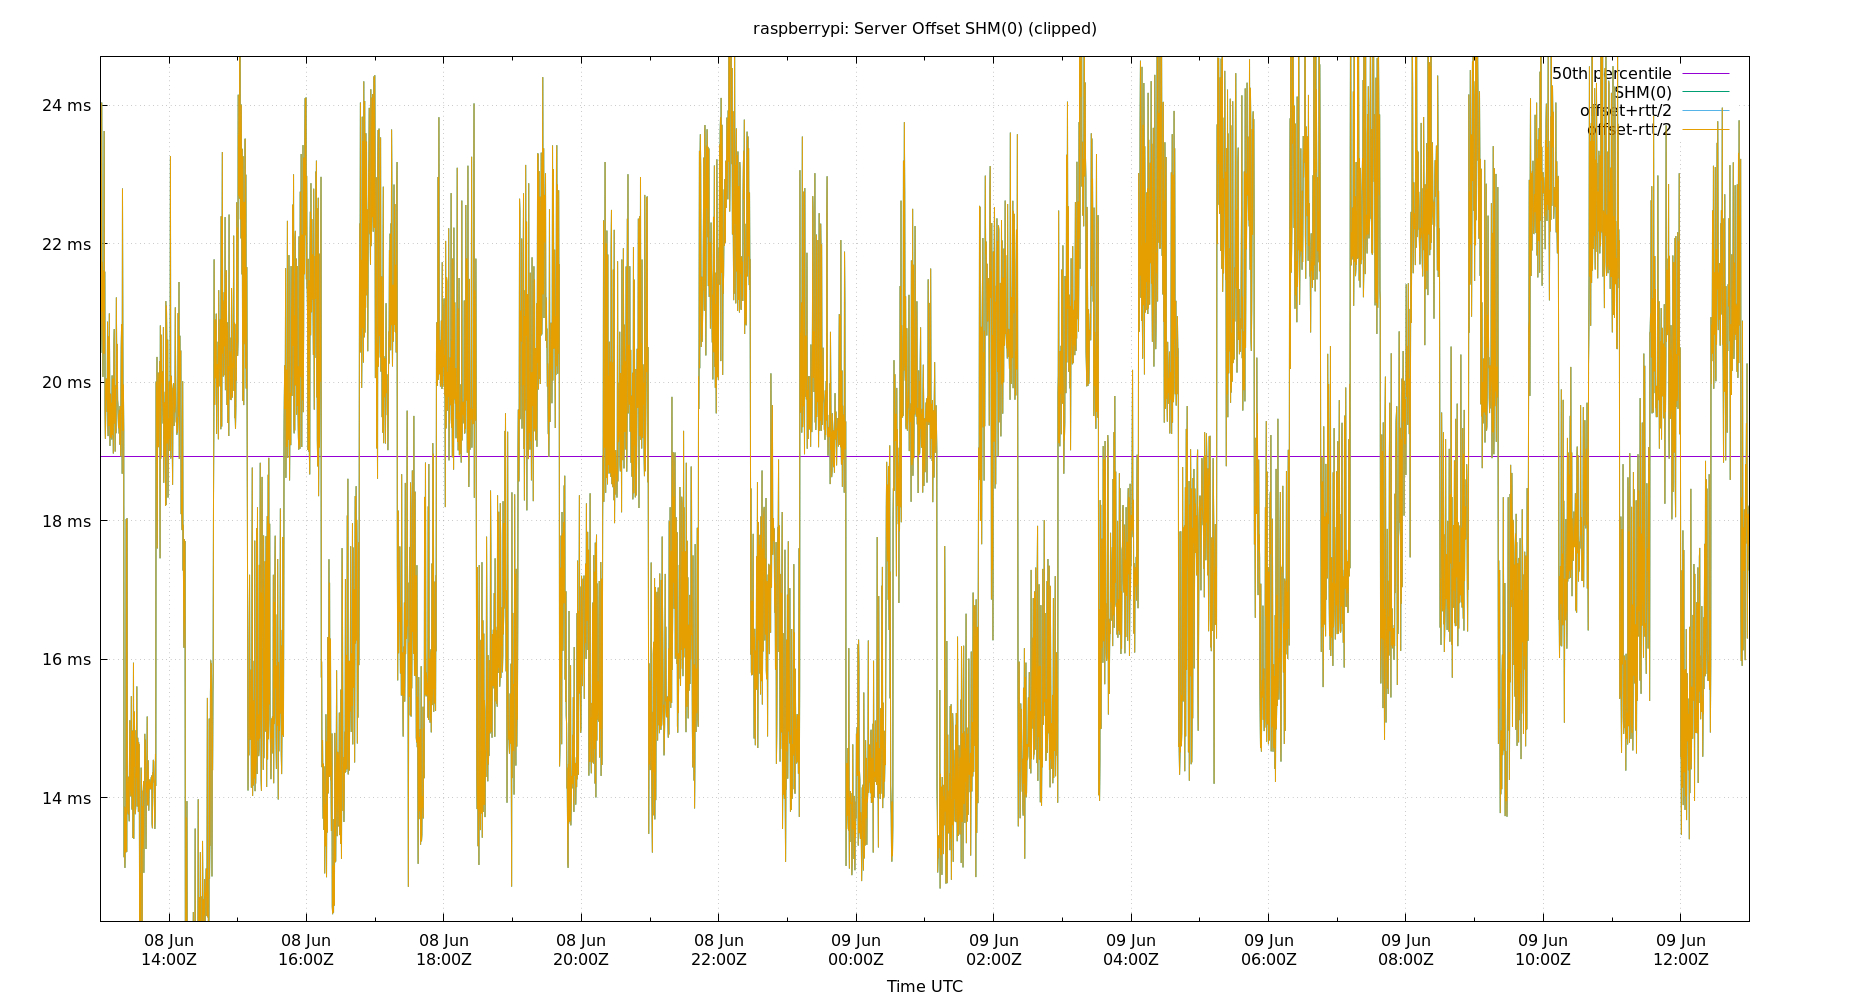 raspberrypi: Server Offset SHM(0) (clipped)
50th percentile
SHM(0)
offset+rtt/2
offset-rtt/2
24 ms
22 ms
20 ms
18 ms
16 ms
14 ms
08 Jun 08 Jun 08 Jun 08 Jun 08 Jun 09 Jun 09 Jun 09 Jun 09 Jun 09 Jun 09 Jun 09 Jun
14:00Z 16:00Z 18:00Z 20:00Z 22:00Z 00:00Z 02:00Z 04:00Z 06:00Z 08:00Z 10:00Z 12:00Z
Time UTC